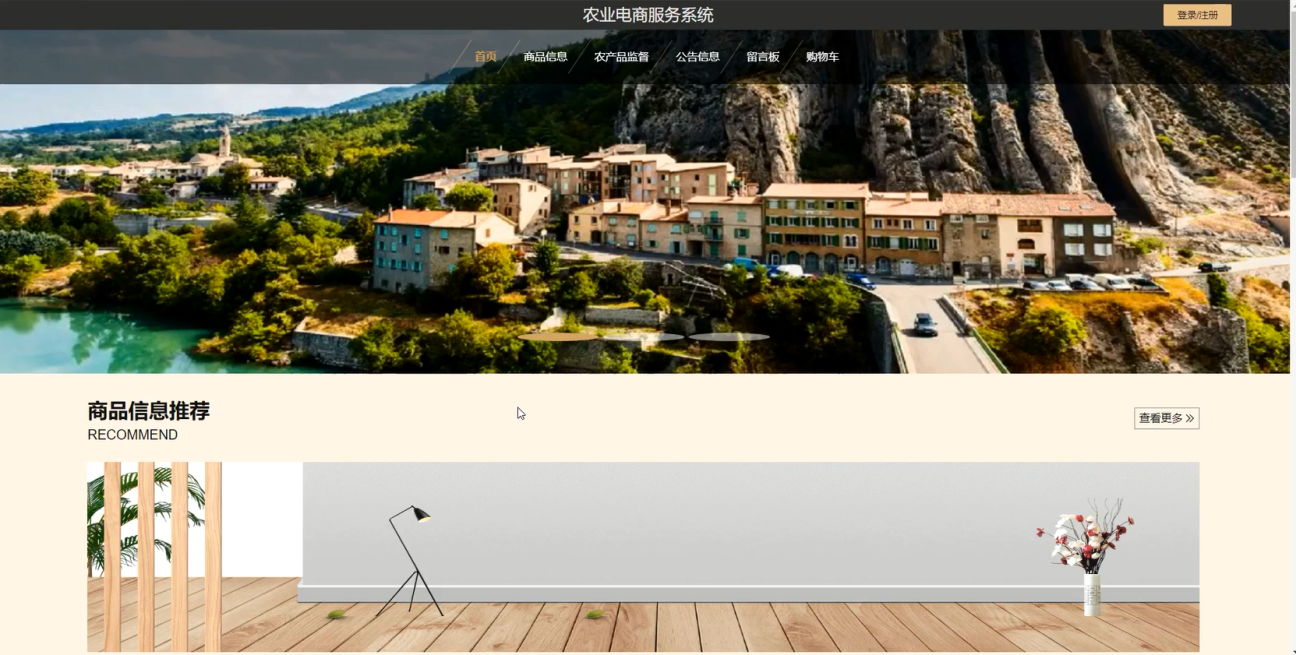 农业电商服务系统
登录/注册
首页 商品信息 农产品监督 公告信息 留言板 购物车
商品信息推荐
RECOMMEND
查看更多 »